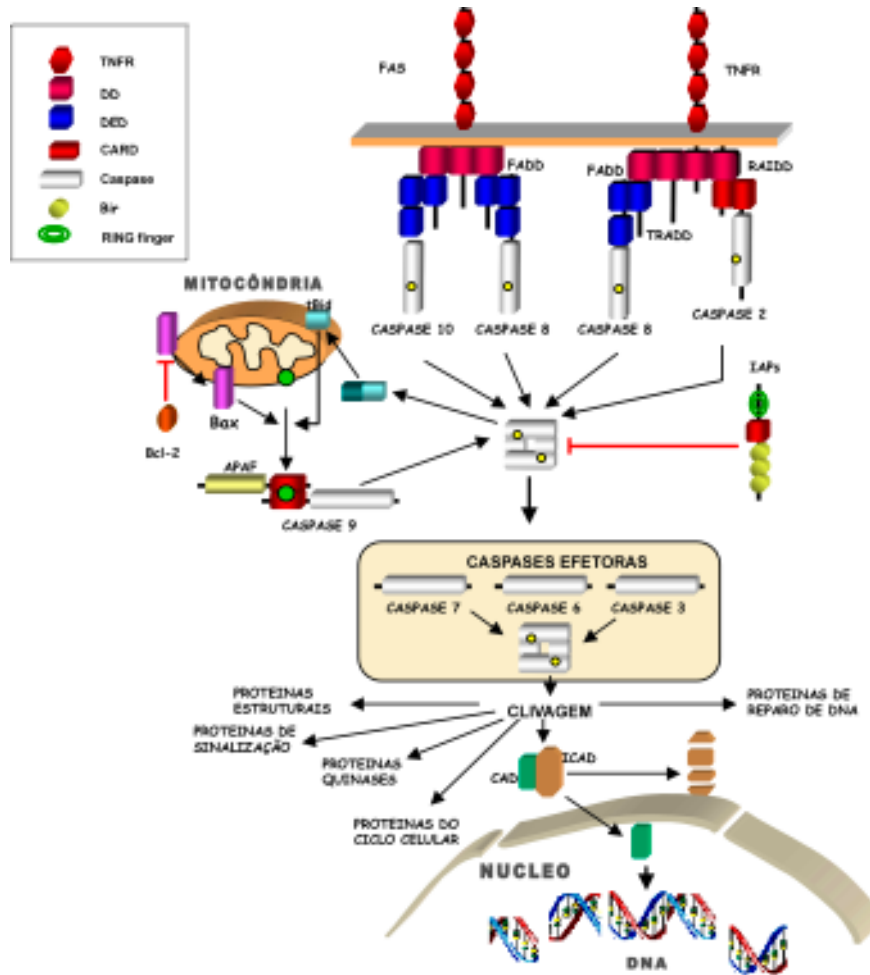 TNFR
DD
DED
CARD
Caspase
Bir
RING finger
FAS
TNFR
FADD
FADD
RAIDD
TRADD
MITOCÔNDRIA
tBid
CASPASE 10
CASPASE 8
CASPASE 8
CASPASE 2
IAPs
Bax
Bcl-2
APAF
CASPASE 9
CASPASES EFETORAS
CASPASE 7
CASPASE 6
CASPASE 3
PROTEINAS
ESTRUTURAIS
CLIVAGEM
PROTEINAS DE
REPARO DE DNA
PROTEINAS DE
SINALIZAÇÃO
PROTEINAS
QUINASES
CAD
ICAD
PROTEINAS DO
CICLO CELULAR
NUCLEO
DNA